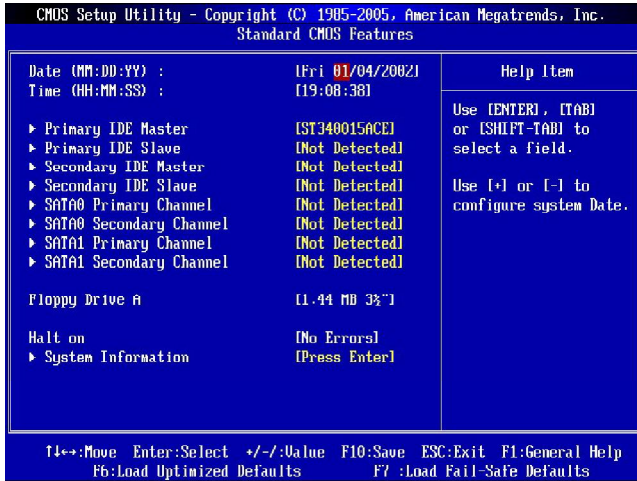 CMOS Setup Utility - Copyright (C) 1985-2005, American Megatrends, Inc.
Standard CMOS Features
Date (MM:DD:YY) : [Fri 01/04/2002]
Time (HH:MM:SS) : [19:08:38]
Help Item
Use [ENTER], [TAB]
or [SHIFT-TAB] to
select a field.
Use [+] or [-] to
configure system Date.
▶ Primary IDE Master [ST340015ACE]
▶ Primary IDE Slave [Not Detected]
▶ Secondary IDE Master [Not Detected]
▶ Secondary IDE Slave [Not Detected]
▶ SATA0 Primary Channel [Not Detected]
▶ SATA0 Secondary Channel [Not Detected]
▶ SATA1 Primary Channel [Not Detected]
▶ SATA1 Secondary Channel [Not Detected]
Floppy Drive A [1.44 MB 3½"]
Halt on [No Errors]
▶ System Information [Press Enter]
↑↓←→:Move Enter:Select +/-/:Value F10:Save ESC:Exit F1:General Help
F6:Load Optimized Defaults F7 :Load Fail-Safe Defaults